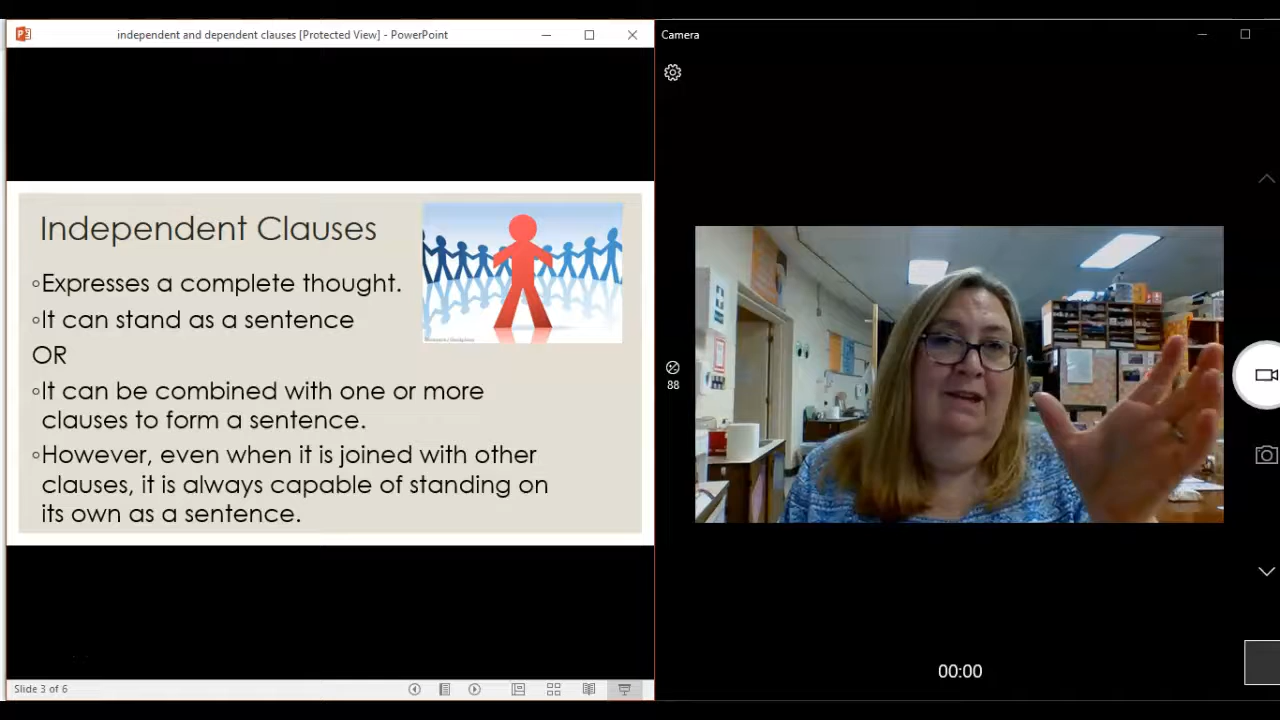 independent and dependent clauses [Protected View] - PowerPoint
Camera
Independent Clauses
◦Expresses a complete thought.
◦It can stand as a sentence
OR
◦It can be combined with one or more
clauses to form a sentence.
◦However, even when it is joined with other
clauses, it is always capable of standing on
its own as a sentence.
88
00:00
Slide 3 of 6